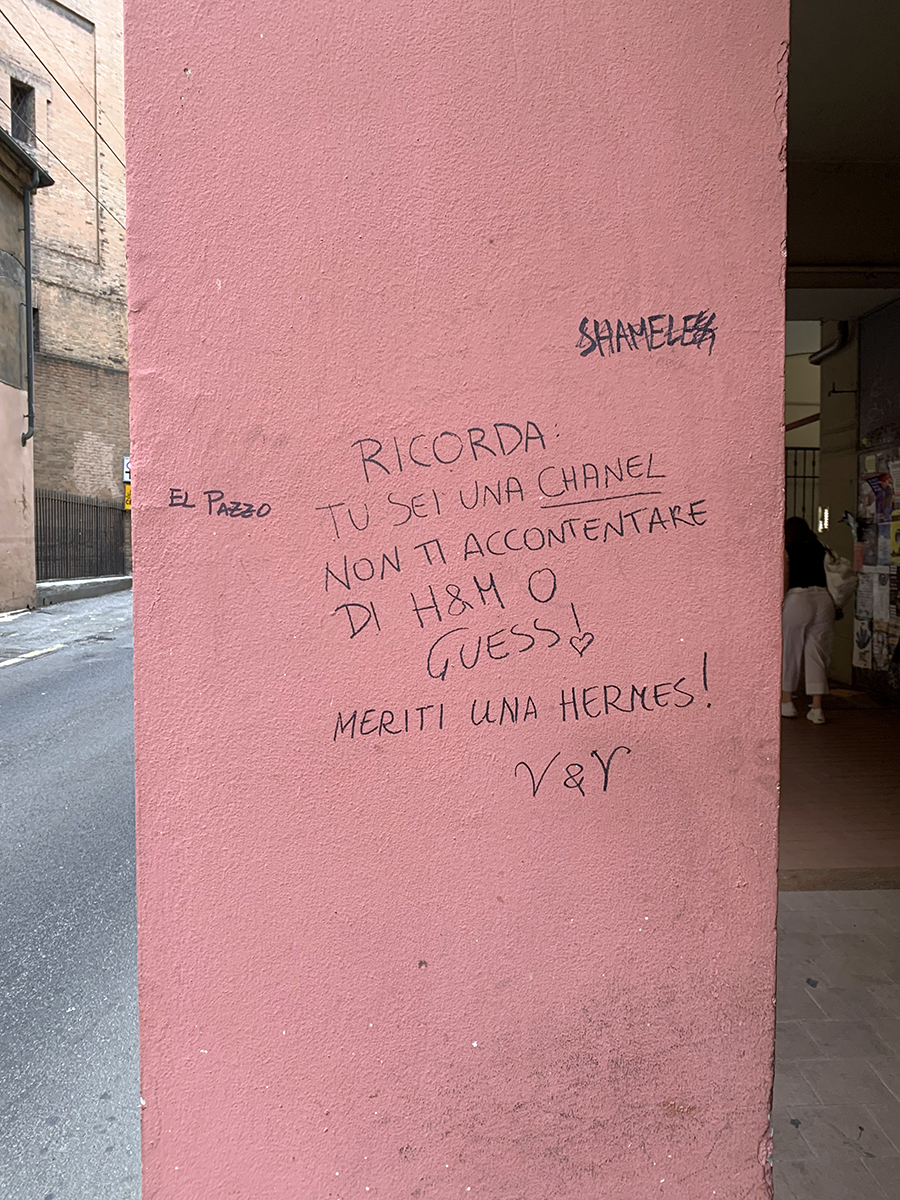 SHAMELESS
RICORDA:
TU SEI UNA CHANEL
EL PAZZO
NON TI ACCONTENTARE
DI H&M O
GUESS!
MERITI UNA HERMES!
V & V